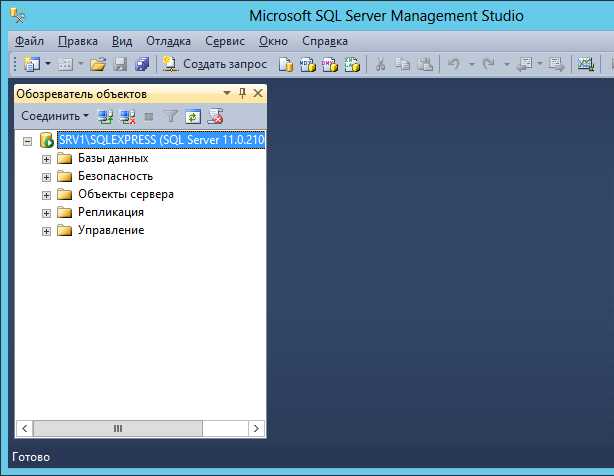 Microsoft SQL Server Management Studio
Файл Правка Вид Отладка Сервис Окно Справка
Создать запрос
Обозреватель объектов
Соединить
SRV1\SQLEXPRESS (SQL Server 11.0.210
Базы данных
Безопасность
Объекты сервера
Репликация
Управление
Готово